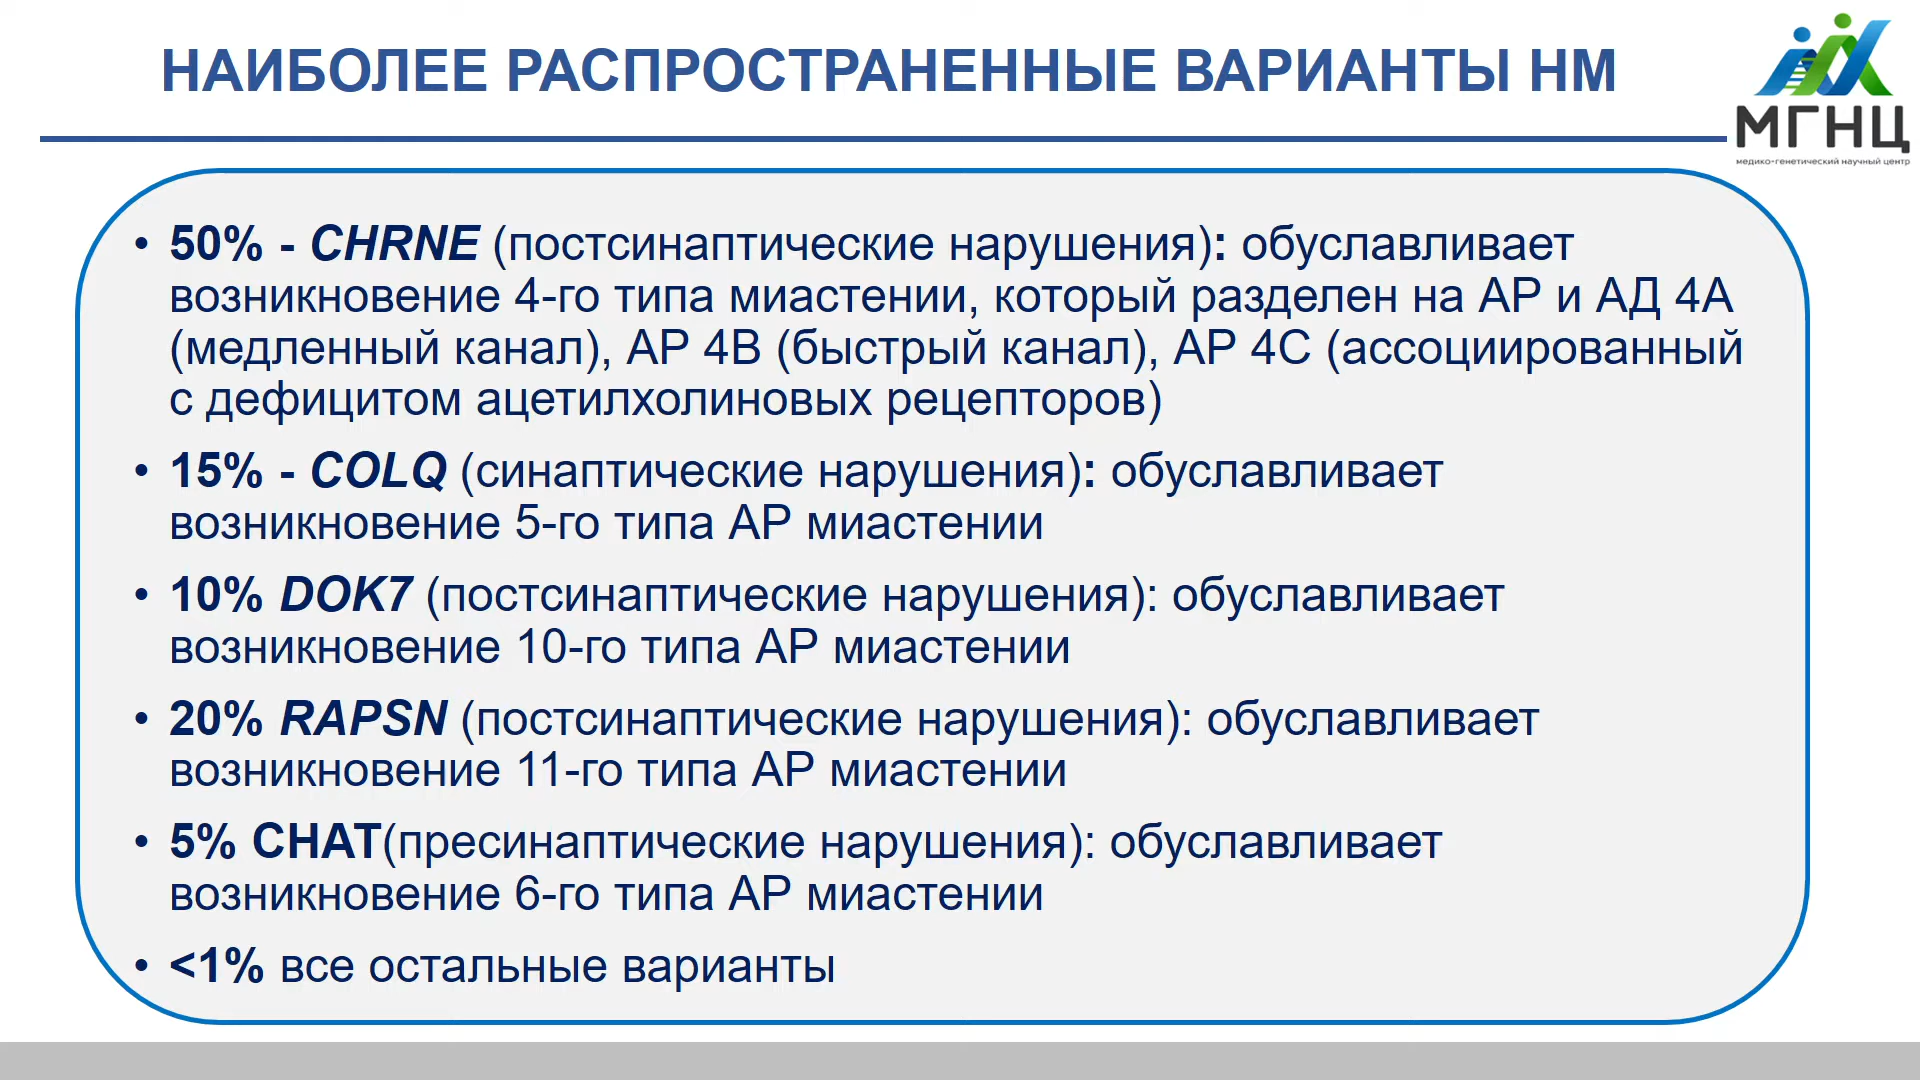 НАИБОЛЕЕ РАСПРОСТРАНЕННЫЕ ВАРИАНТЫ НМ
МГНЦ
медико-генетический научный центр
• 50% - CHRNE (постсинаптические нарушения): обуславливает
возникновение 4-го типа миастении, который разделен на АР и АД 4А
(медленный канал), АР 4В (быстрый канал), АР 4С (ассоциированный
с дефицитом ацетилхолиновых рецепторов)
• 15% - COLQ (синаптические нарушения): обуславливает
возникновение 5-го типа АР миастении
• 10% DOK7 (постсинаптические нарушения): обуславливает
возникновение 10-го типа АР миастении
• 20% RAPSN (постсинаптические нарушения): обуславливает
возникновение 11-го типа АР миастении
• 5% CHAT(пресинаптические нарушения): обуславливает
возникновение 6-го типа АР миастении
• <1% все остальные варианты